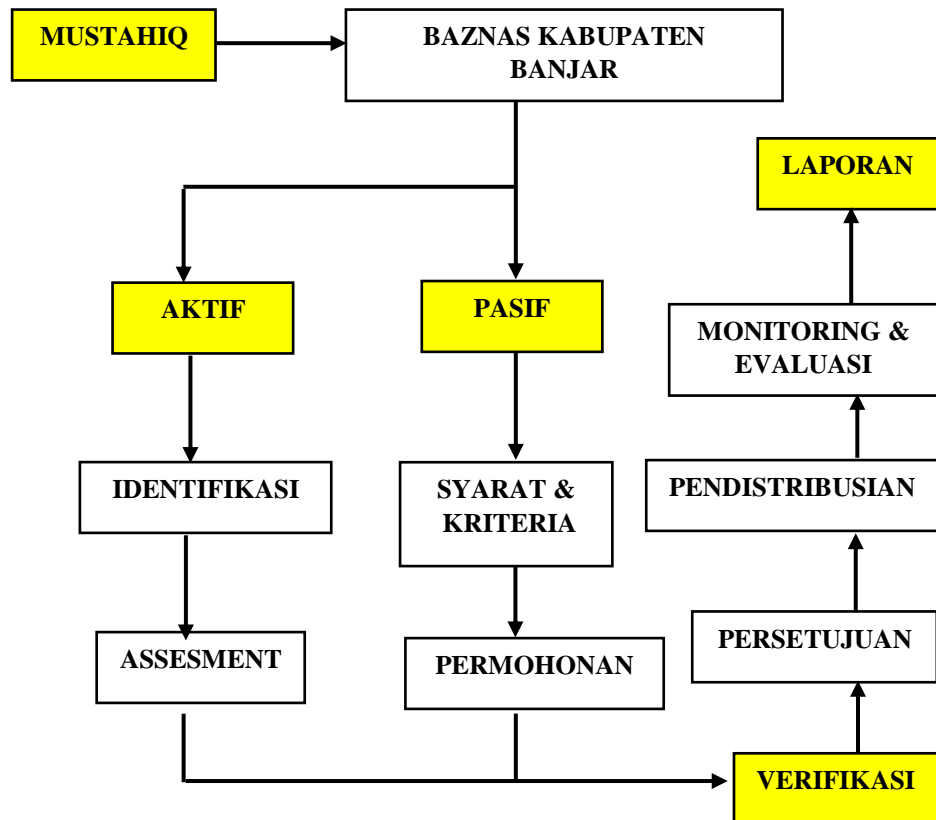 MUSTAHIQ
BAZNAS KABUPATEN
BANJAR
LAPORAN
AKTIF
PASIF
MONITORING &
EVALUASI
IDENTIFIKASI
SYARAT &
KRITERIA
PENDISTRIBUSIAN
ASSESMENT
PERMOHONAN
PERSETUJUAN
VERIFIKASI